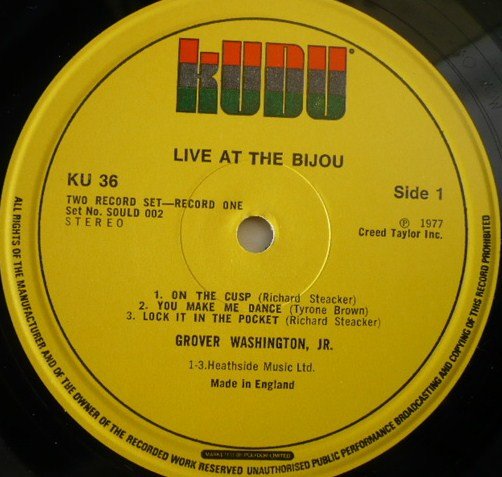 KUDU
LIVE AT THE BIJOU
KU 36
Side 1
TWO RECORD SET—RECORD ONE
Set No. SOULD 002
STEREO
℗ 1977
Creed Taylor Inc.
1. ON THE CUSP (Richard Steacker)
2. YOU MAKE ME DANCE (Tyrone Brown)
3. LOCK IT IN THE POCKET (Richard Steacker)
GROVER WASHINGTON, JR.
1-3.Heathside Music Ltd.
Made in England
ALL RIGHTS OF THE MANUFACTURER AND OF THE OWNER OF THE RECORDED WORK RESERVED UNAUTHORISED PUBLIC PERFORMANCE BROADCASTING AND COPYING OF THIS RECORD PROHIBITED
MARKETED BY POLYDOR LIMITED